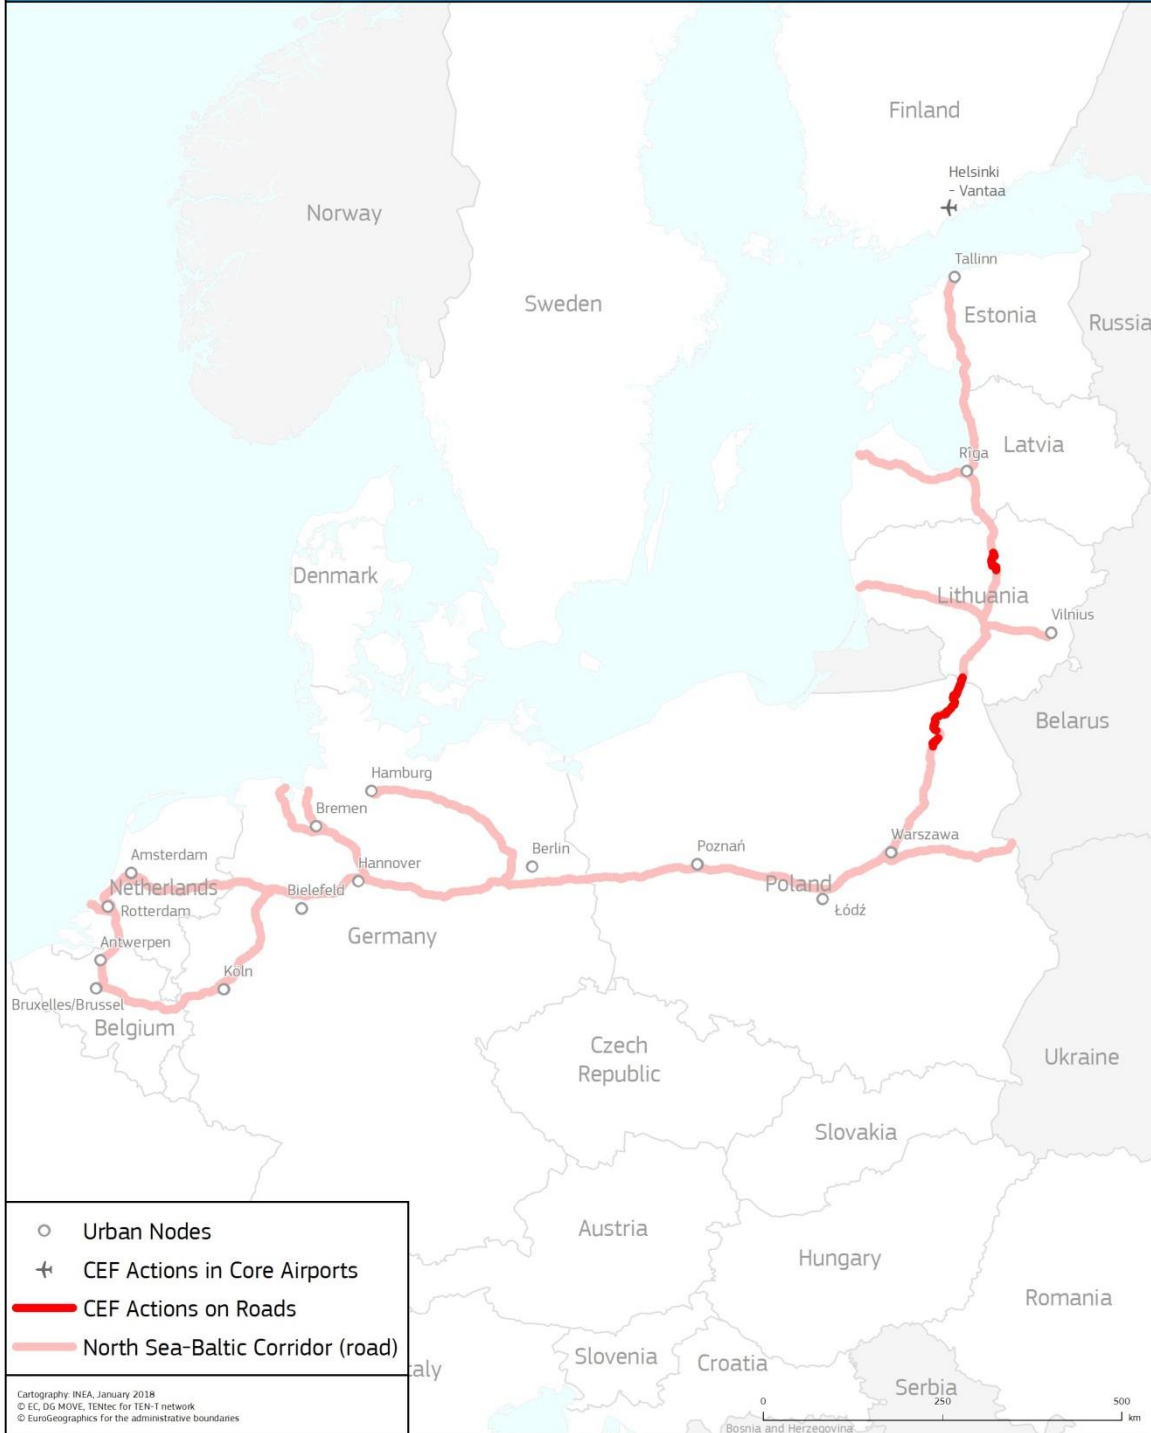 Finland
Helsinki
- Vantaa
Norway
Tallinn
Sweden
Estonia
Russia
Latvia
Rīga
Denmark
Lithuania
Vilnius
Belarus
Hamburg
Bremen
Warszawa
Berlin
Poznań
Amsterdam
Hannover
Netherlands
Bielefeld
Poland
Rotterdam
Łódź
Germany
Antwerpen
Köln
Bruxelles/Brussel
Belgium
Czech
Republic
Ukraine
Slovakia
Austria
Hungary
Romania
Slovenia
Croatia
Serbia
taly
Bosnia and Herzegovina
Urban Nodes
CEF Actions in Core Airports
CEF Actions on Roads
North Sea-Baltic Corridor (road)
Cartography: INEA, January 2018
© EC, DG MOVE, TENtec for TEN-T network
© EuroGeographics for the administrative boundaries
0 250 500
km